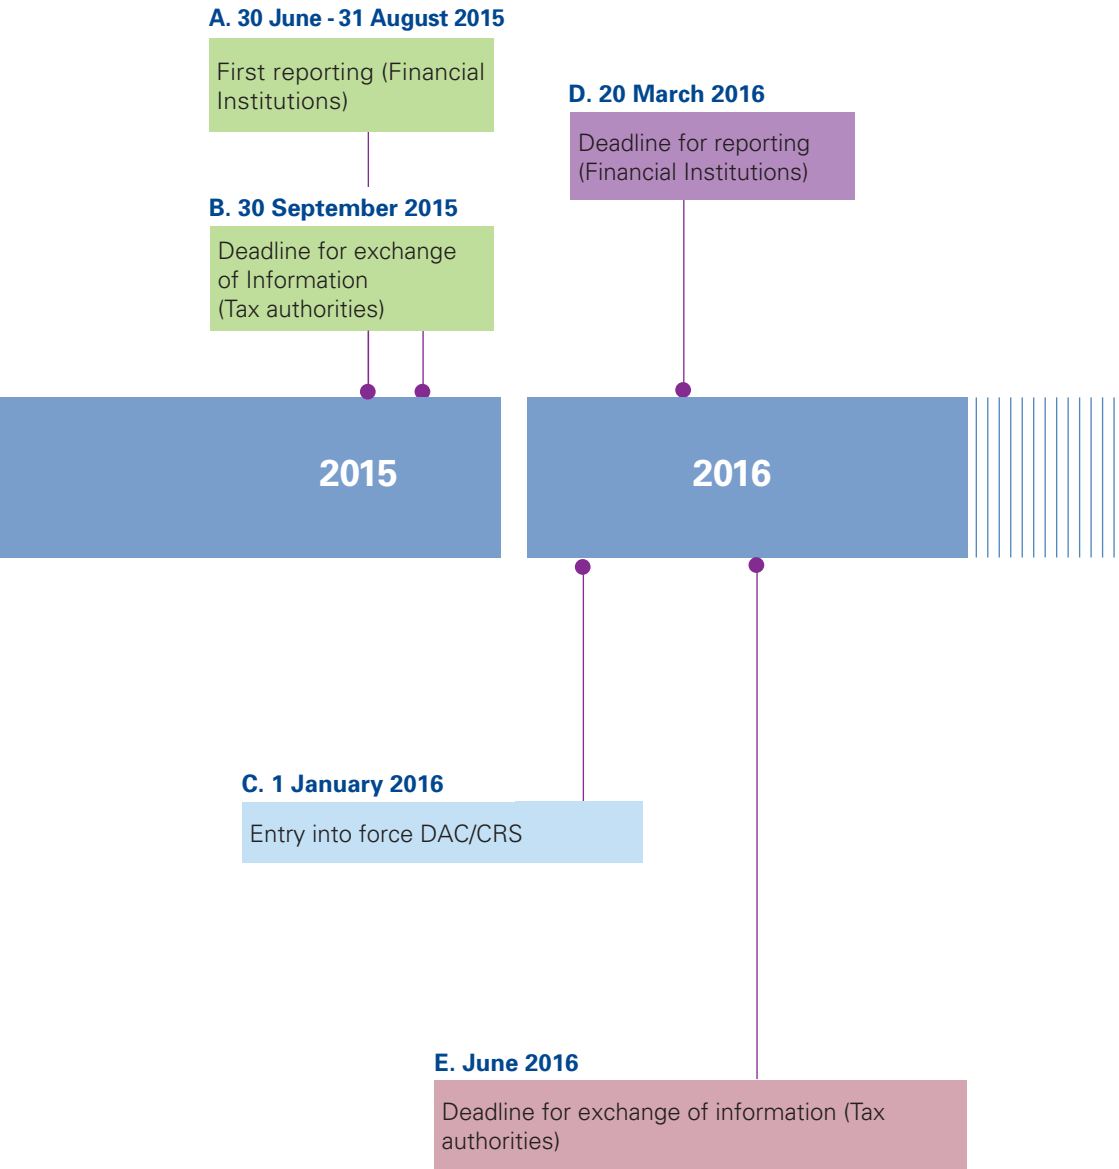 A. 30 June - 31 August 2015
First reporting (Financial
Institutions)
B. 30 September 2015
Deadline for exchange
of Information
(Tax authorities)
D. 20 March 2016
Deadline for reporting
(Financial Institutions)
2015
2016
C. 1 January 2016
Entry into force DAC/CRS
E. June 2016
Deadline for exchange of information (Tax
authorities)